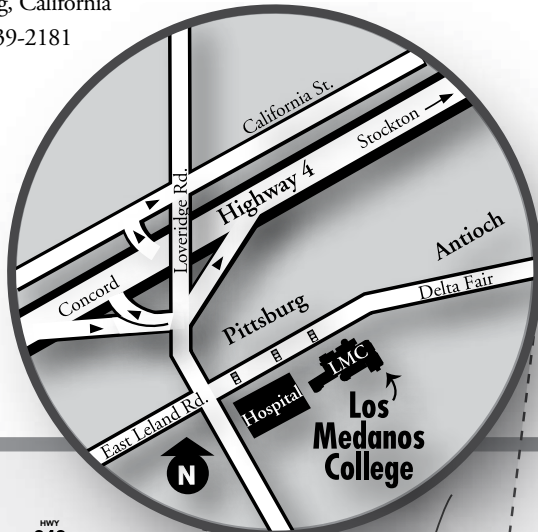 g, California
39-2181
California St.
Stockton
Highway 4
Loveridge Rd.
Concord
Antioch
Delta Fair
Pittsburg
LMC
Hospital
Los
Medanos
College
East Leland Rd.
N
HWY